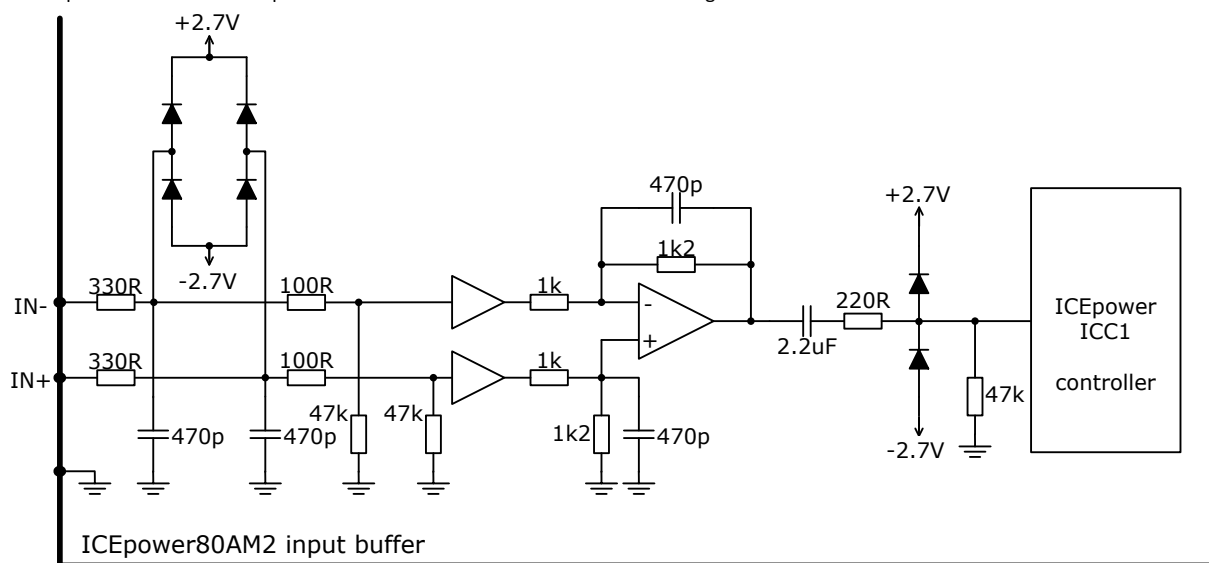 +2.7V
-2.7V
470p
1k2
+2.7V
330R
100R
1k
IN-
-
220R
ICEpower
ICC1
controller
2.2uF
330R
100R
1k
+
IN+
47k
47k
47k
470p
470p
1k2
470p
-2.7V
ICEpower80AM2 input buffer